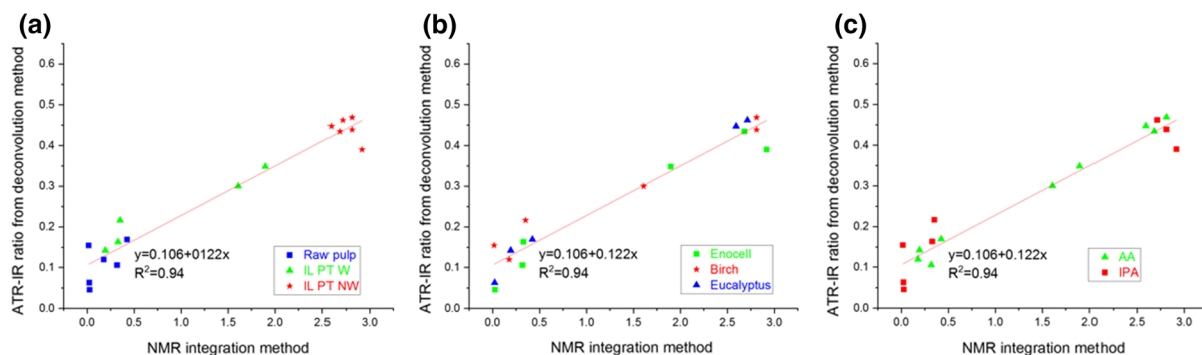 (a)
ATR-IR ratio from deconvolution method
0.6
0.5
0.4
0.3
0.2
0.1
0.0
y=0.106+0122x
R²=0.94
Raw pulp
IL PT W
IL PT NW
0.0 0.5 1.0 1.5 2.0 2.5 3.0
NMR integration method
(b)
ATR-IR ratio from deconvolution method
0.6
0.5
0.4
0.3
0.2
0.1
0.0
y=0.106+0.122x
R²=0.94
Enocell
Birch
Eucalyptus
0.0 0.5 1.0 1.5 2.0 2.5 3.0
NMR integration method
(c)
ATR-IR ratio from deconvolution method
0.6
0.5
0.4
0.3
0.2
0.1
0.0
y=0.106+0.122x
R²=0.94
AA
IPA
0.0 0.5 1.0 1.5 2.0 2.5 3.0
NMR integration method